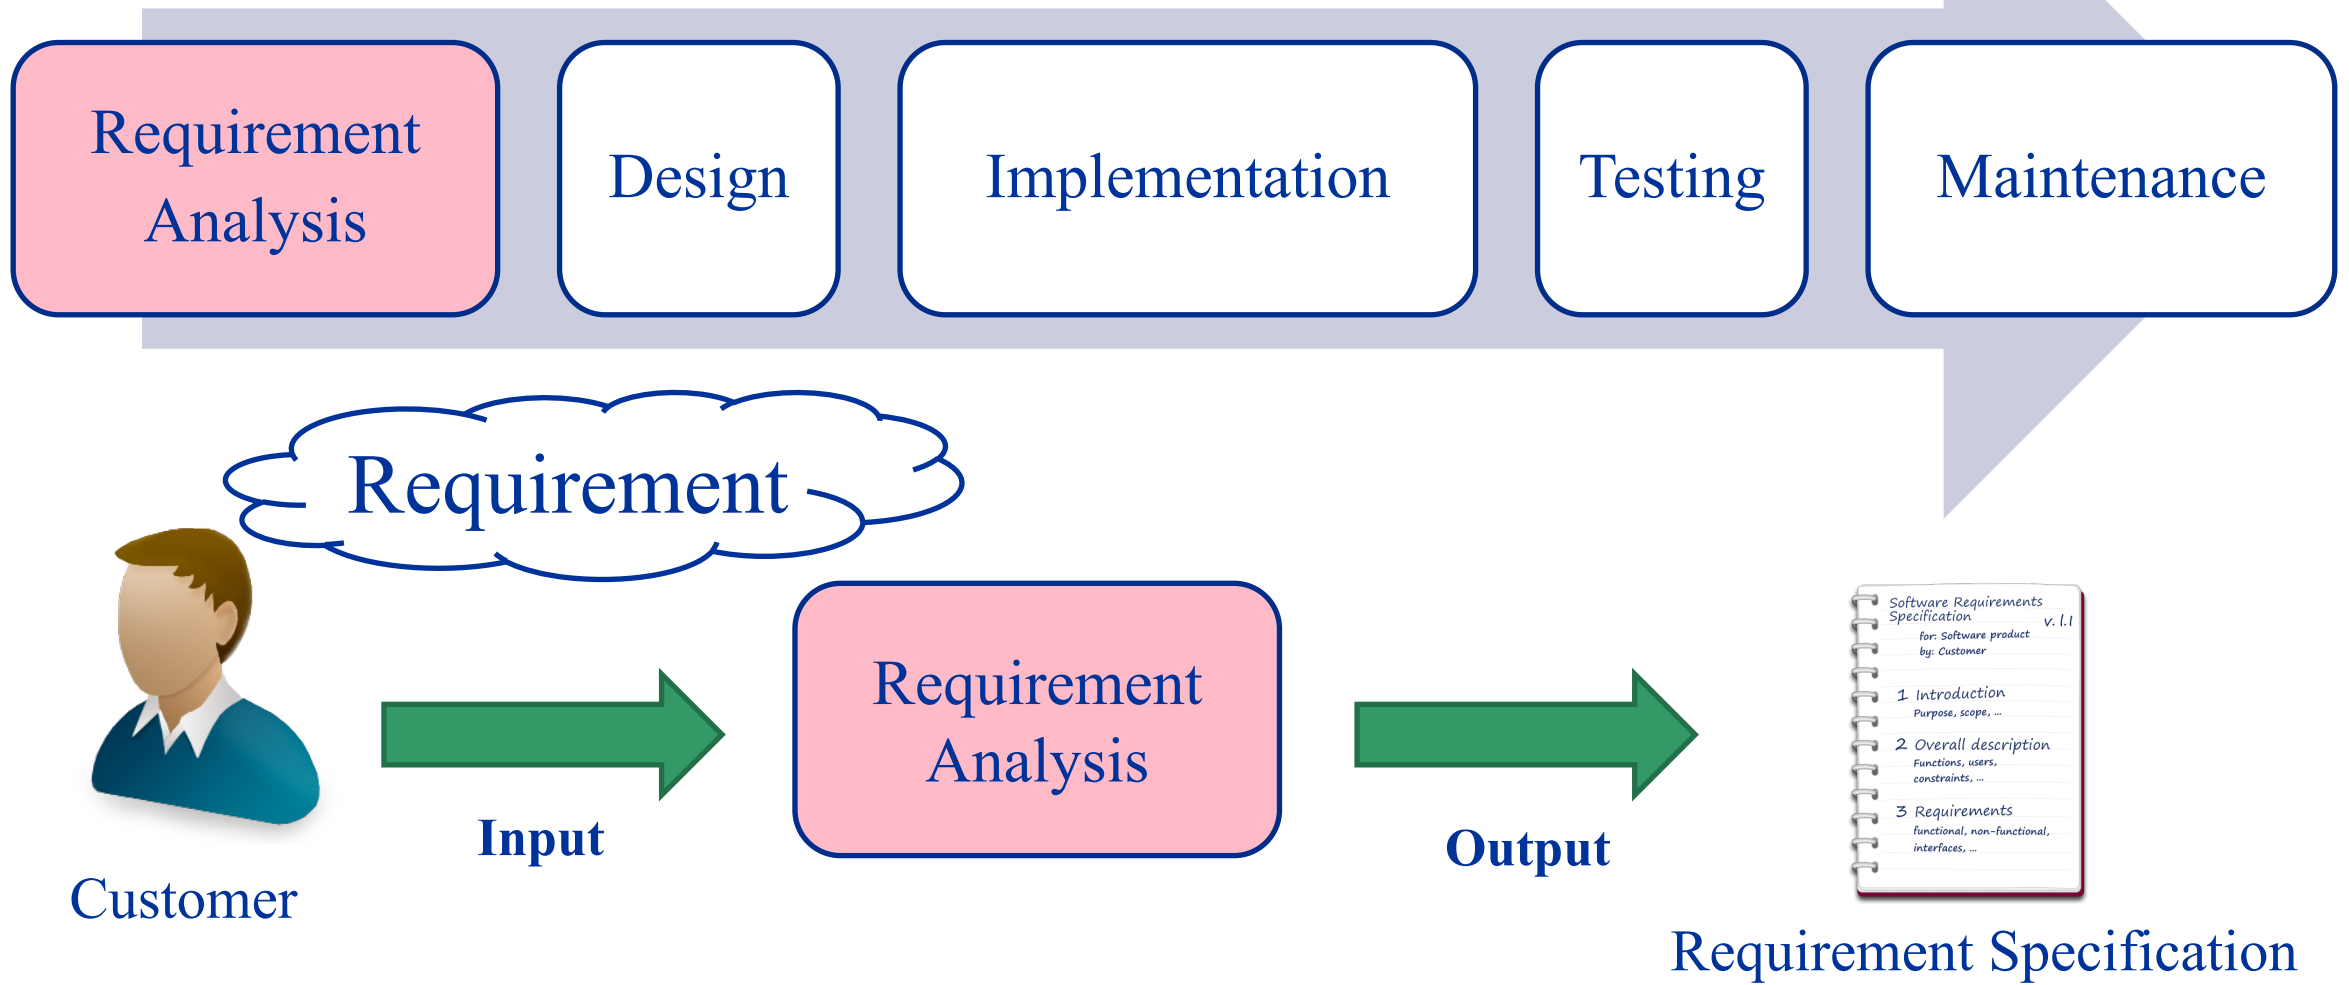 Requirement
Analysis
Design
Implementation
Testing
Maintenance
Requirement
Customer
Input
Requirement
Analysis
Output
Software Requirements
Specification
v. 1.1
for: Software product
by: Customer
1 Introduction
Purpose, scope, ...
2 Overall description
Functions, users,
constraints, ...
3 Requirements
functional, non-functional,
interfaces, ...
Requirement Specification